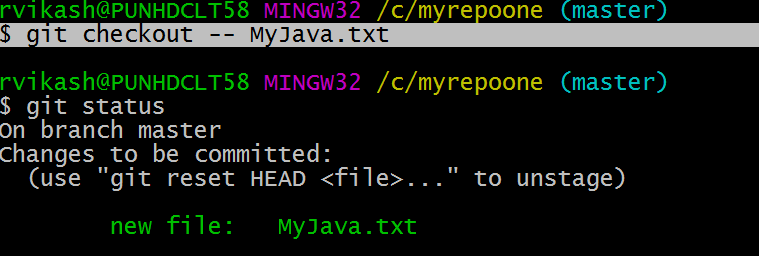 rvikash@PUNHDCLT58 MINGW32 /c/myrepoone (master)
$ git checkout -- MyJava.txt
rvikash@PUNHDCLT58 MINGW32 /c/myrepoone (master)
$ git status
On branch master
Changes to be committed:
  (use "git reset HEAD <file>..." to unstage)
        new file:   MyJava.txt